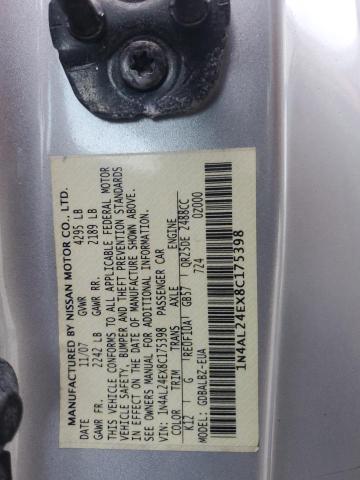 MANUFACTURED BY NISSAN MOTOR CO., LTD.
DATE 11/07 GVWR 4295 LB
GAWR FR. 2242 LB GAWR RR. 2189 LB
THIS VEHICLE CONFORMS TO ALL APPLICABLE FEDERAL MOTOR
VEHICLE SAFETY, BUMPER AND THEFT PREVENTION STANDARDS
IN EFFECT ON THE DATE OF MANUFACTURE SHOWN ABOVE.
SEE OWNERS MANUAL FOR ADDITIONAL INFORMATION.
VIN: 1N4AL24EX8C175398 PASSENGER CAR
COLOR TRIM TRANS AXLE ENGINE
K12 G RE0F10A GB57 QR25DE 2488CC
MODEL: GDBALBZ-EUA 724 02000
1N4AL24EX8C175398